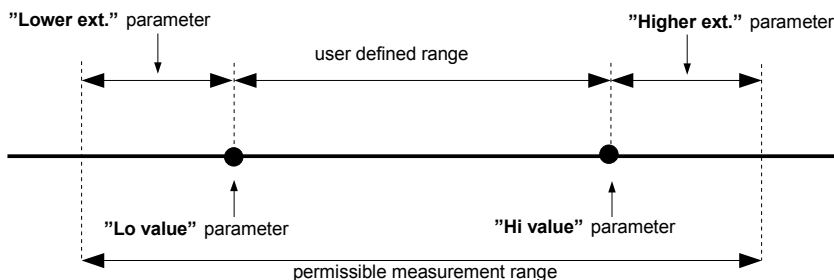 ”Lower ext.” parameter
”Higher ext.” parameter
user defined range
”Lo value” parameter
”Hi value” parameter
permissible measurement range